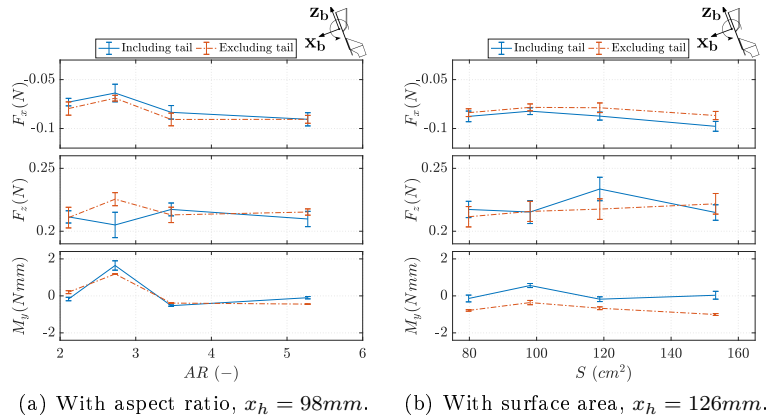 z_b
x_b
Including tail Excluding tail
F_x(N)
-0.05
-0.1
F_z(N)
0.25
0.2
M_y(Nmm)
2
0
-2
2 3 4 5 6
AR (−)
(a) With aspect ratio, x_h = 98mm.
z_b
x_b
Including tail Excluding tail
F_x(N)
-0.05
-0.1
F_z(N)
0.25
0.2
M_y(Nmm)
2
0
-2
80 100 120 140 160
S (cm²)
(b) With surface area, x_h = 126mm.